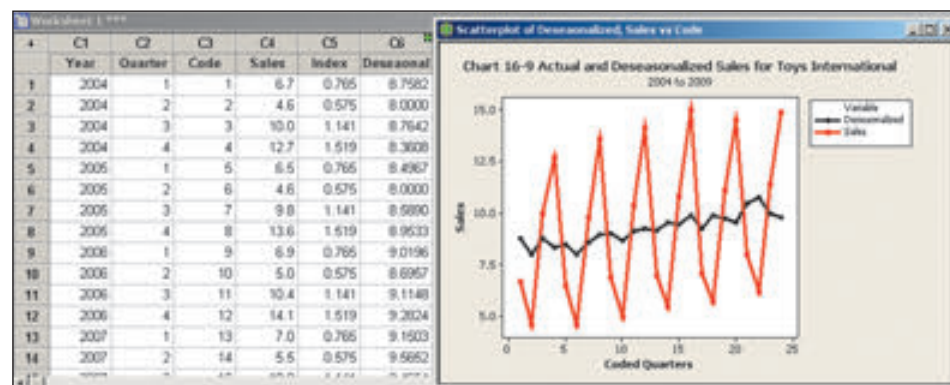 Worksheet 1 ***
+ C1 C2 C3 C4 C5 C6
Year Quarter Code Sales Index Deseaonal
1 2004 1 1 6.7 0.765 8.7582
2 2004 2 2 4.6 0.575 8.0000
3 2004 3 3 10.0 1.141 8.7642
4 2004 4 4 12.7 1.519 8.3608
5 2005 1 5 6.5 0.765 8.4967
6 2005 2 6 4.6 0.575 8.0000
7 2005 3 7 9.8 1.141 8.5890
8 2005 4 8 13.6 1.519 8.9533
9 2006 1 9 6.9 0.765 9.0196
10 2006 2 10 5.0 0.575 8.6957
11 2006 3 11 10.4 1.141 9.1148
12 2006 4 12 14.1 1.519 9.2824
13 2007 1 13 7.0 0.765 9.1503
14 2007 2 14 5.5 0.575 9.5652
Scatterplot of Deseaonalized, Sales vs Code
Chart 16-9 Actual and Deseasonalized Sales for Toys International
2004 to 2009
15.0
12.5
10.0
7.5
5.0
Sales
0 5 10 15 20 25
Coded Quarters
Variable
Deseaonalized
Sales